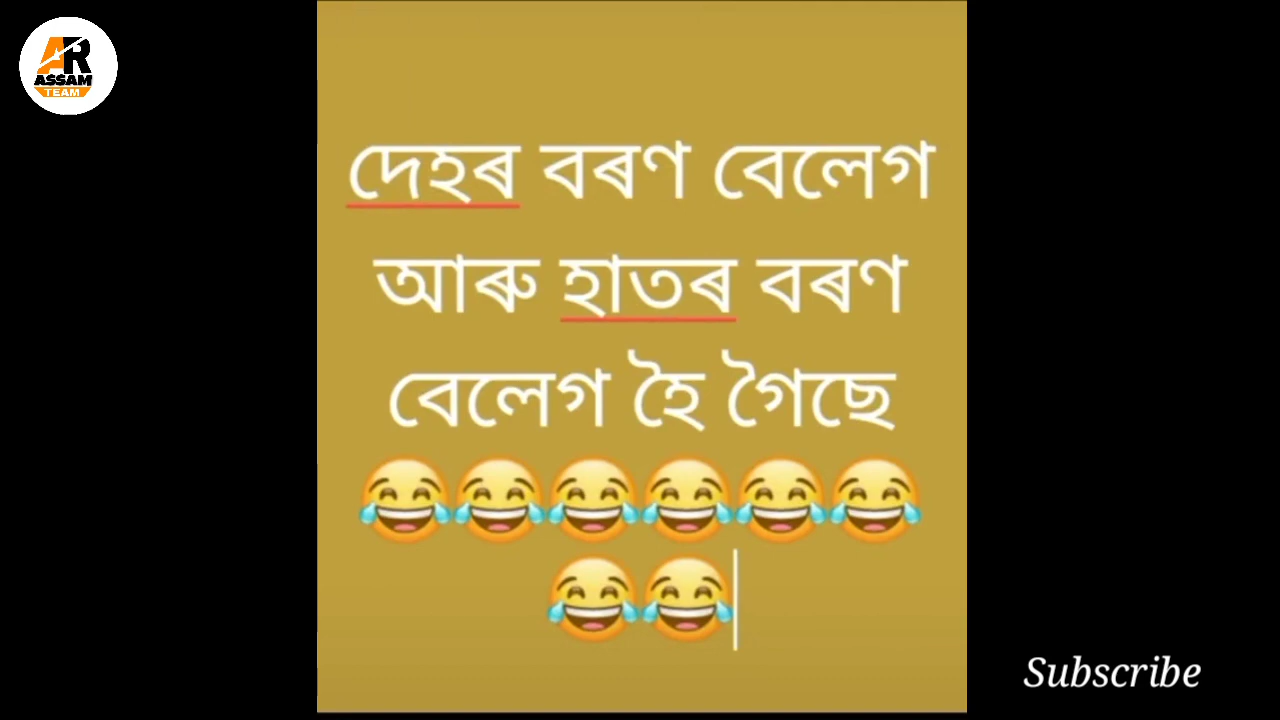 AR
ASSAM
TEAM
দেহৰ বৰণ বেলেগ
আৰু হাতৰ বৰণ
বেলেগ হৈ গৈছে
😂😂😂😂😂😂
😂😂
Subscribe